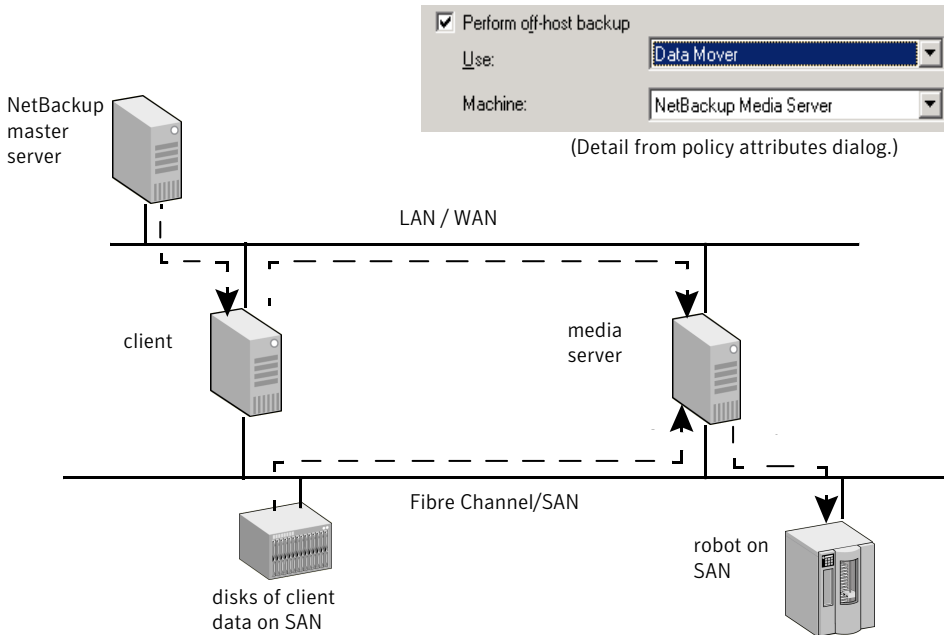 Perform off-host backup
Use:
Data Mover
Machine:
NetBackup Media Server
(Detail from policy attributes dialog.)
NetBackup
master
server
LAN / WAN
client
media
server
Fibre Channel/SAN
disks of client
data on SAN
robot on
SAN